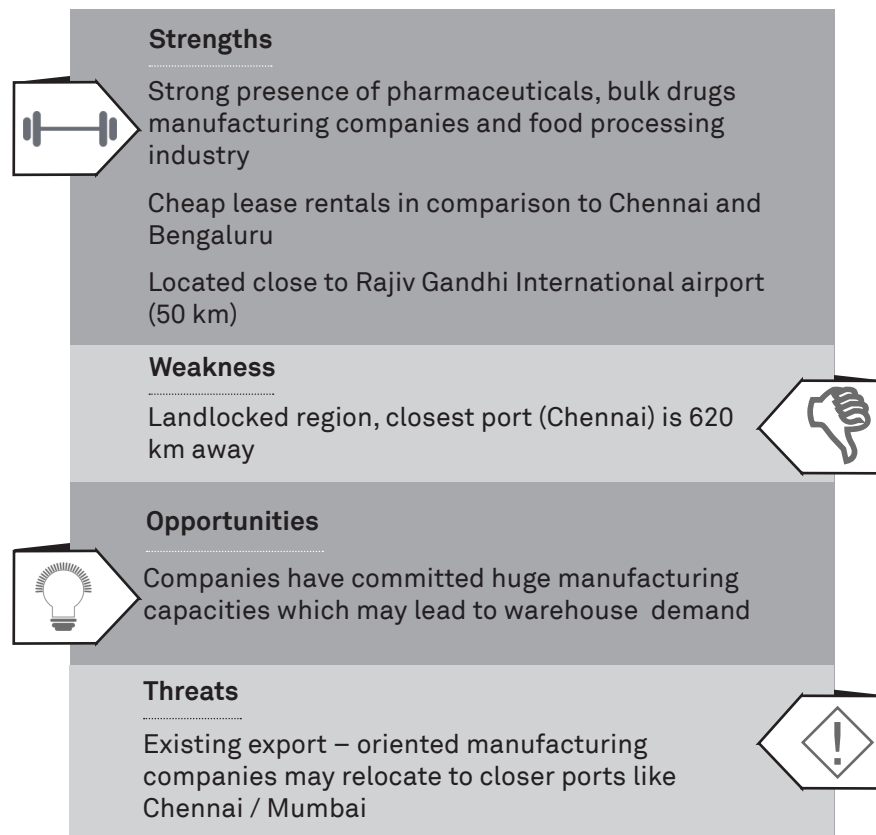 Strengths
Strong presence of pharmaceuticals, bulk drugs
manufacturing companies and food processing
industry
Cheap lease rentals in comparison to Chennai and
Bengaluru
Located close to Rajiv Gandhi International airport
(50 km)
Weakness
Landlocked region, closest port (Chennai) is 620
km away
Opportunities
Companies have committed huge manufacturing
capacities which may lead to warehouse  demand
Threats
Existing export – oriented manufacturing
companies may relocate to closer ports like
Chennai / Mumbai